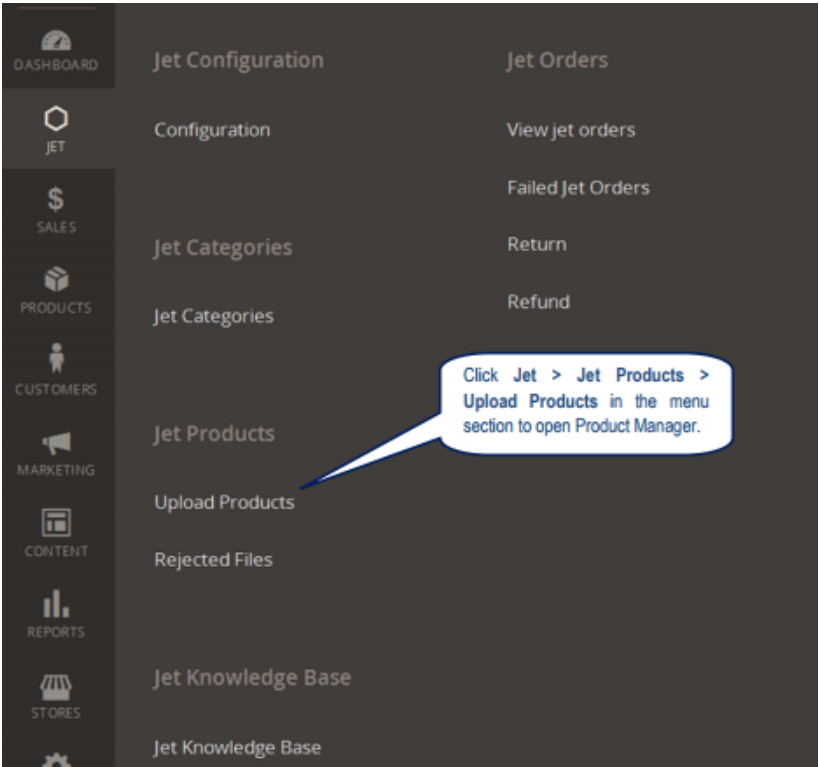 DASHBOARD
JET
SALES
PRODUCTS
CUSTOMERS
MARKETING
CONTENT
REPORTS
STORES
Jet Configuration
Configuration
Jet Categories
Jet Categories
Jet Products
Upload Products
Rejected Files
Jet Knowledge Base
Jet Knowledge Base
Jet Orders
View jet orders
Failed Jet Orders
Return
Refund
Click Jet > Jet Products >
Upload Products in the menu
section to open Product Manager.